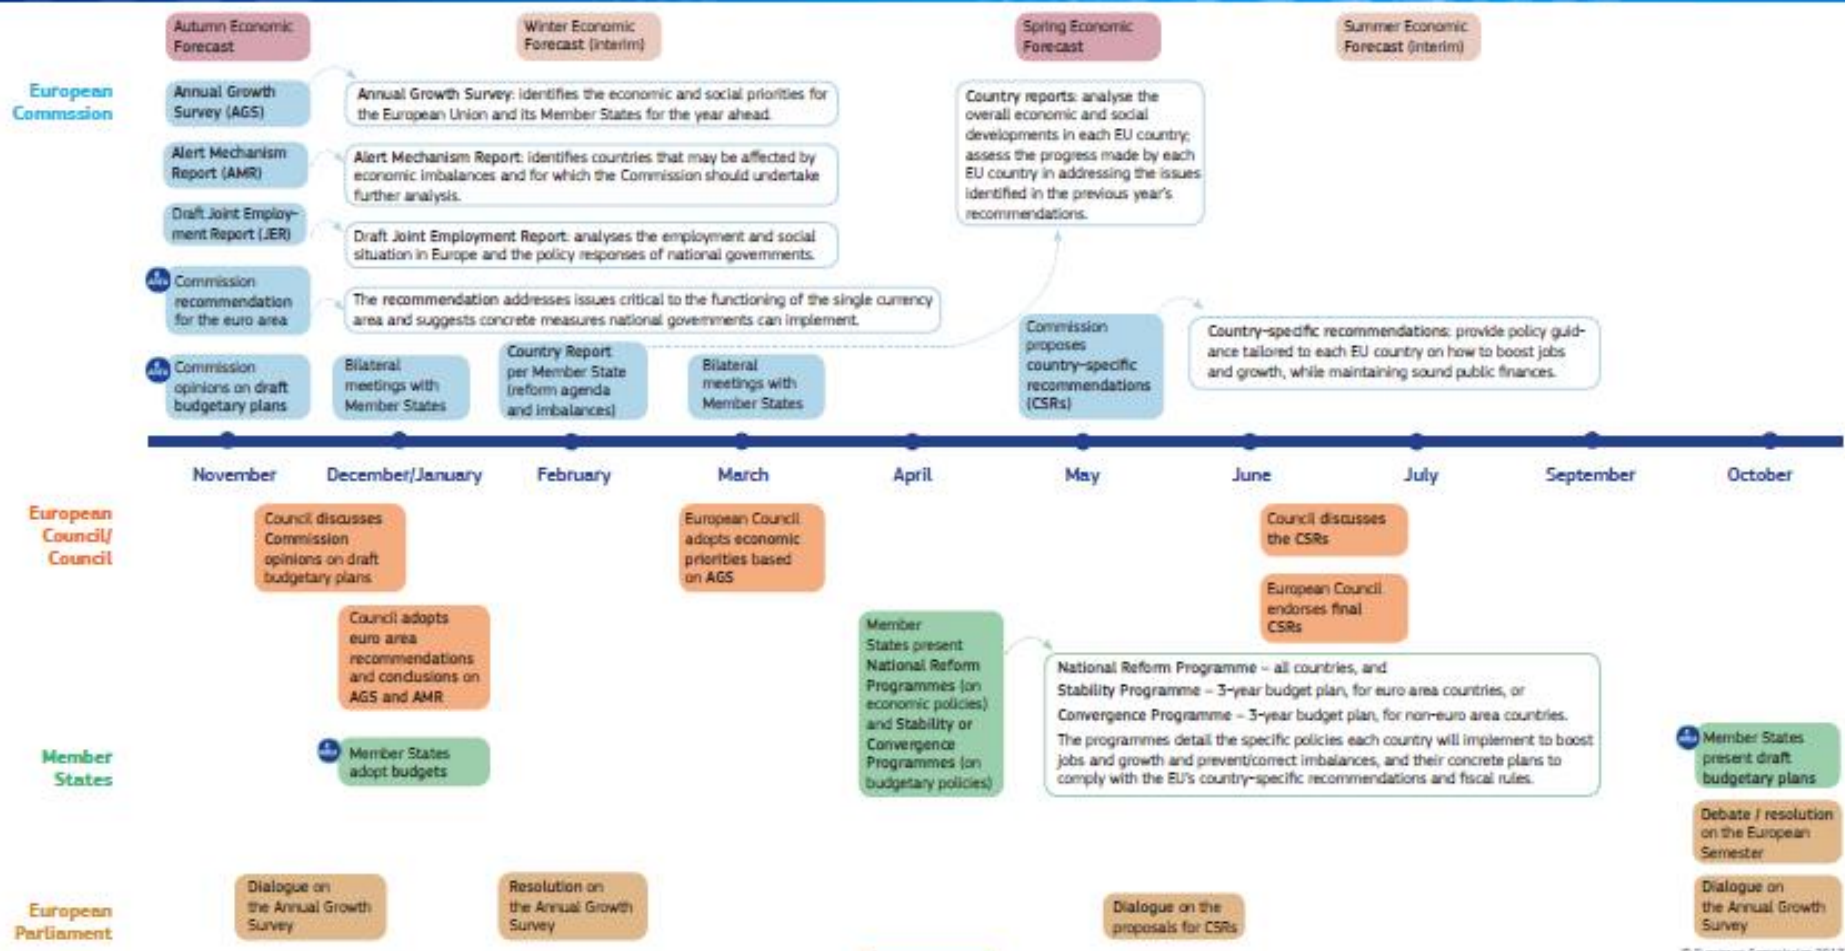 Autumn Economic
Forecast
Winter Economic
Forecast (interim)
Spring Economic
Forecast
Summer Economic
Forecast (interim)
European
Commssion
Annual Growth
Survey (AGS)
Annual Growth Survey: identifies the economic and social priorities for
the European Union and its Member States for the year ahead.
Alert Mechanism
Report (AMR)
Alert Mechanism Report: identifies countries that may be affected by
economic imbalances and for which the Commission should undertake
further analysis.
Draft Joint Employ-
ment Report (JER)
Draft Joint Employment Report: analyses the employment and social
situation in Europe and the policy responses of national governments.
Commission
recommendation
for the euro area
The recommendation addresses issues critical to the functioning of the single currency
area and suggests concrete measures national governments can implement.
Country reports: analyse the
overall economic and social
developments in each EU country;
assess the progress made by each
EU country in addressing the issues
identified in the previous year's
recommendations.
Commission
opinions on draft
budgetary plans
Bilateral
meetings with
Member States
Country Report
per Member State
(reform agenda
and imbalances)
Bilateral
meetings with
Member States
Commission
proposes
country-specific
recommendations
(CSRs)
Country-specific recommendations: provide policy guid-
ance tailored to each EU country on how to boost jobs
and growth, while maintaining sound public finances.
November
December/January
February
March
April
May
June
July
September
October
European
Council/
Council
Council discusses
Commission
opinions on draft
budgetary plans
European Council
adopts economic
priorities based
on AGS
Council discusses
the CSRs
Council adopts
euro area
recommendations
and conclusions on
AGS and AMR
European Council
endorses final
CSRs
Member
States
Member States
adopt budgets
Member
States present
National Reform
Programmes (on
economic policies)
and Stability or
Convergence
Programmes (on
budgetary policies)
National Reform Programme – all countries, and
Stability Programme – 3-year budget plan, for euro area countries, or
Convergence Programme – 3-year budget plan, for non-euro area countries.
The programmes detail the specific policies each country will implement to boost
jobs and growth and prevent/correct imbalances, and their concrete plans to
comply with the EU's country-specific recommendations and fiscal rules.
Member States
present draft
budgetary plans
Debate / resolution
on the European
Semester
European
Parliament
Dialogue on
the Annual Growth
Survey
Resolution on
the Annual Growth
Survey
Dialogue on the
proposals for CSRs
Dialogue on
the Annual Growth
Survey